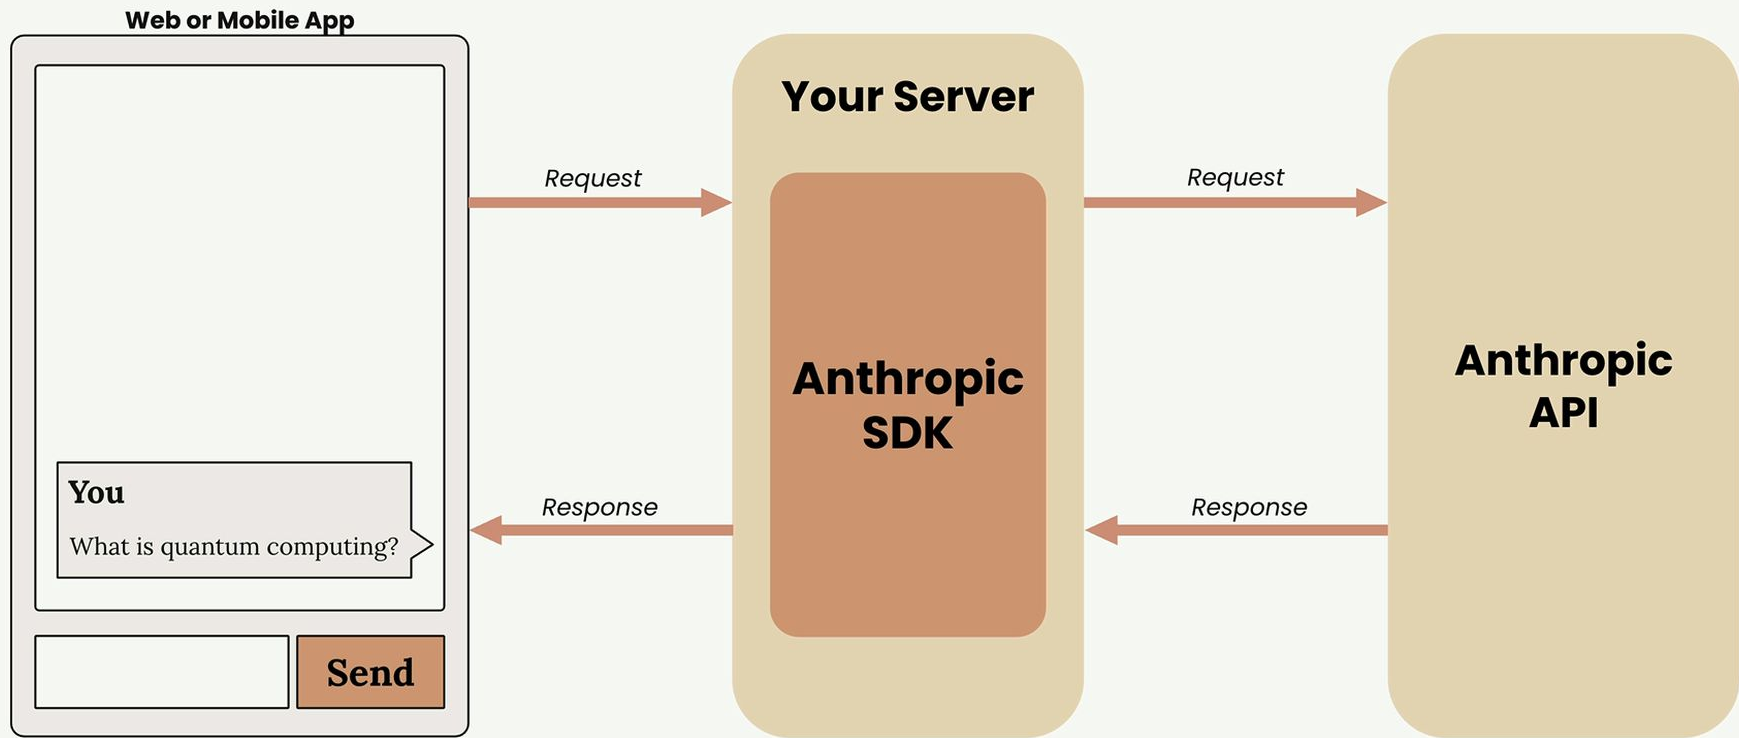 Web or Mobile App
You
What is quantum computing?
Send
Request
Response
Your Server
Anthropic
SDK
Request
Response
Anthropic
API